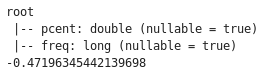 root
 |-- pcent: double (nullable = true)
 |-- freq: long (nullable = true)
-0.47196345442139698